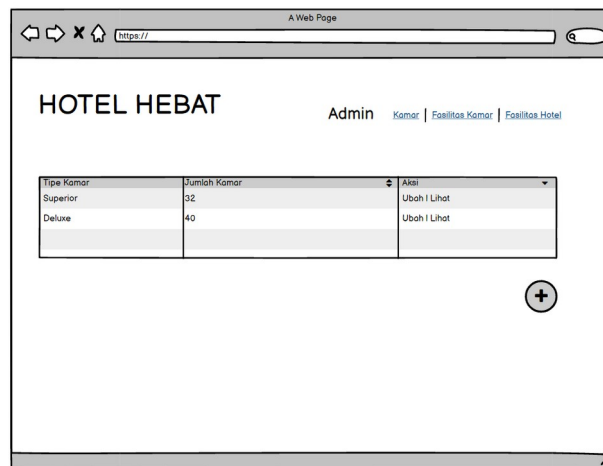 A Web Page
https://
HOTEL HEBAT
Admin Kamar | Fasilitas Kamar | Fasilitas Hotel
Tipe Kamar Jumlah Kamar Aksi
Superior 32 Ubah | Lihat
Deluxe 40 Ubah | Lihat
+